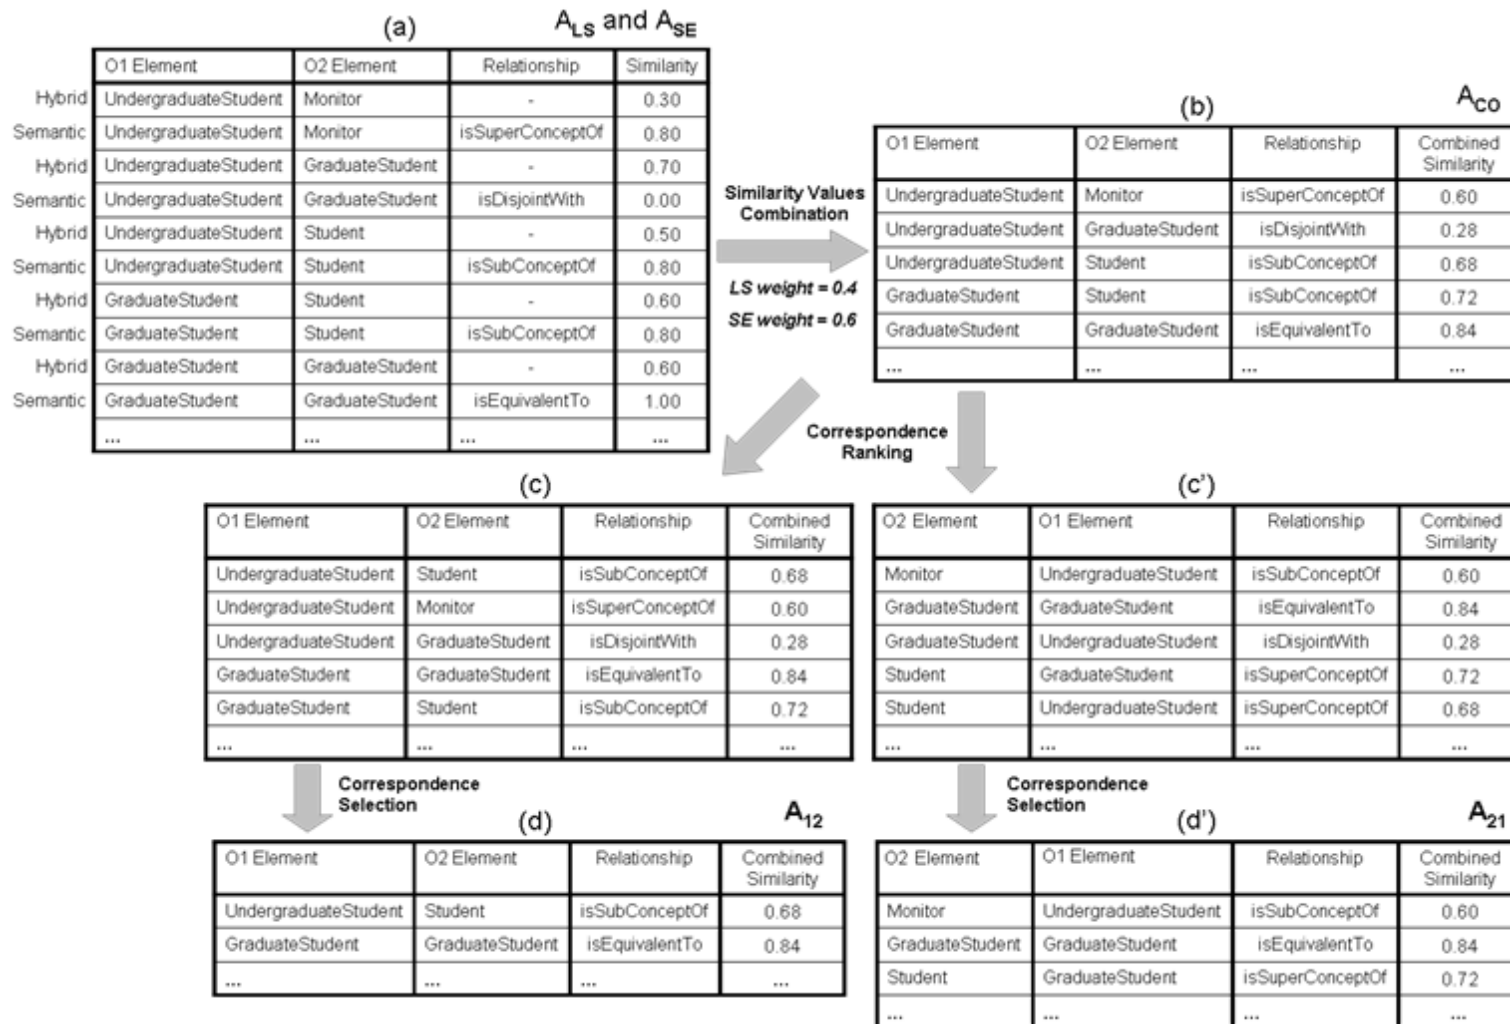 (a) A_LS and A_SE
O1 Element O2 Element Relationship Similarity
Hybrid UndergraduateStudent Monitor - 0.30
Semantic UndergraduateStudent Monitor isSuperConceptOf 0.80
Hybrid UndergraduateStudent GraduateStudent - 0.70
Semantic UndergraduateStudent GraduateStudent isDisjointWith 0.00
Hybrid UndergraduateStudent Student - 0.50
Semantic UndergraduateStudent Student isSubConceptOf 0.80
Hybrid GraduateStudent Student - 0.60
Semantic GraduateStudent Student isSubConceptOf 0.80
Hybrid GraduateStudent GraduateStudent - 0.60
Semantic GraduateStudent GraduateStudent isEquivalentTo 1.00
... ... ... ...
Similarity Values
Combination
LS weight = 0.4
SE weight = 0.6
(b) A_CO
O1 Element O2 Element Relationship Combined
Similarity
UndergraduateStudent Monitor isSuperConceptOf 0.60
UndergraduateStudent GraduateStudent isDisjointWith 0.28
UndergraduateStudent Student isSubConceptOf 0.68
GraduateStudent Student isSubConceptOf 0.72
GraduateStudent GraduateStudent isEquivalentTo 0.84
... ... ... ...
Correspondence
Ranking
(c)
O1 Element O2 Element Relationship Combined
Similarity
UndergraduateStudent Student isSubConceptOf 0.68
UndergraduateStudent Monitor isSuperConceptOf 0.60
UndergraduateStudent GraduateStudent isDisjointWith 0.28
GraduateStudent GraduateStudent isEquivalentTo 0.84
GraduateStudent Student isSubConceptOf 0.72
... ... ... ...
(c')
O2 Element O1 Element Relationship Combined
Similarity
Monitor UndergraduateStudent isSubConceptOf 0.60
GraduateStudent GraduateStudent isEquivalentTo 0.84
GraduateStudent UndergraduateStudent isDisjointWith 0.28
Student GraduateStudent isSuperConceptOf 0.72
Student UndergraduateStudent isSuperConceptOf 0.68
... ... ... ...
Correspondence
Selection
(d) A_12
O1 Element O2 Element Relationship Combined
Similarity
UndergraduateStudent Student isSubConceptOf 0.68
GraduateStudent GraduateStudent isEquivalentTo 0.84
... ... ... ...
Correspondence
Selection
(d') A_21
O2 Element O1 Element Relationship Combined
Similarity
Monitor UndergraduateStudent isSubConceptOf 0.60
GraduateStudent GraduateStudent isEquivalentTo 0.84
Student GraduateStudent isSuperConceptOf 0.72
... ... ... ...